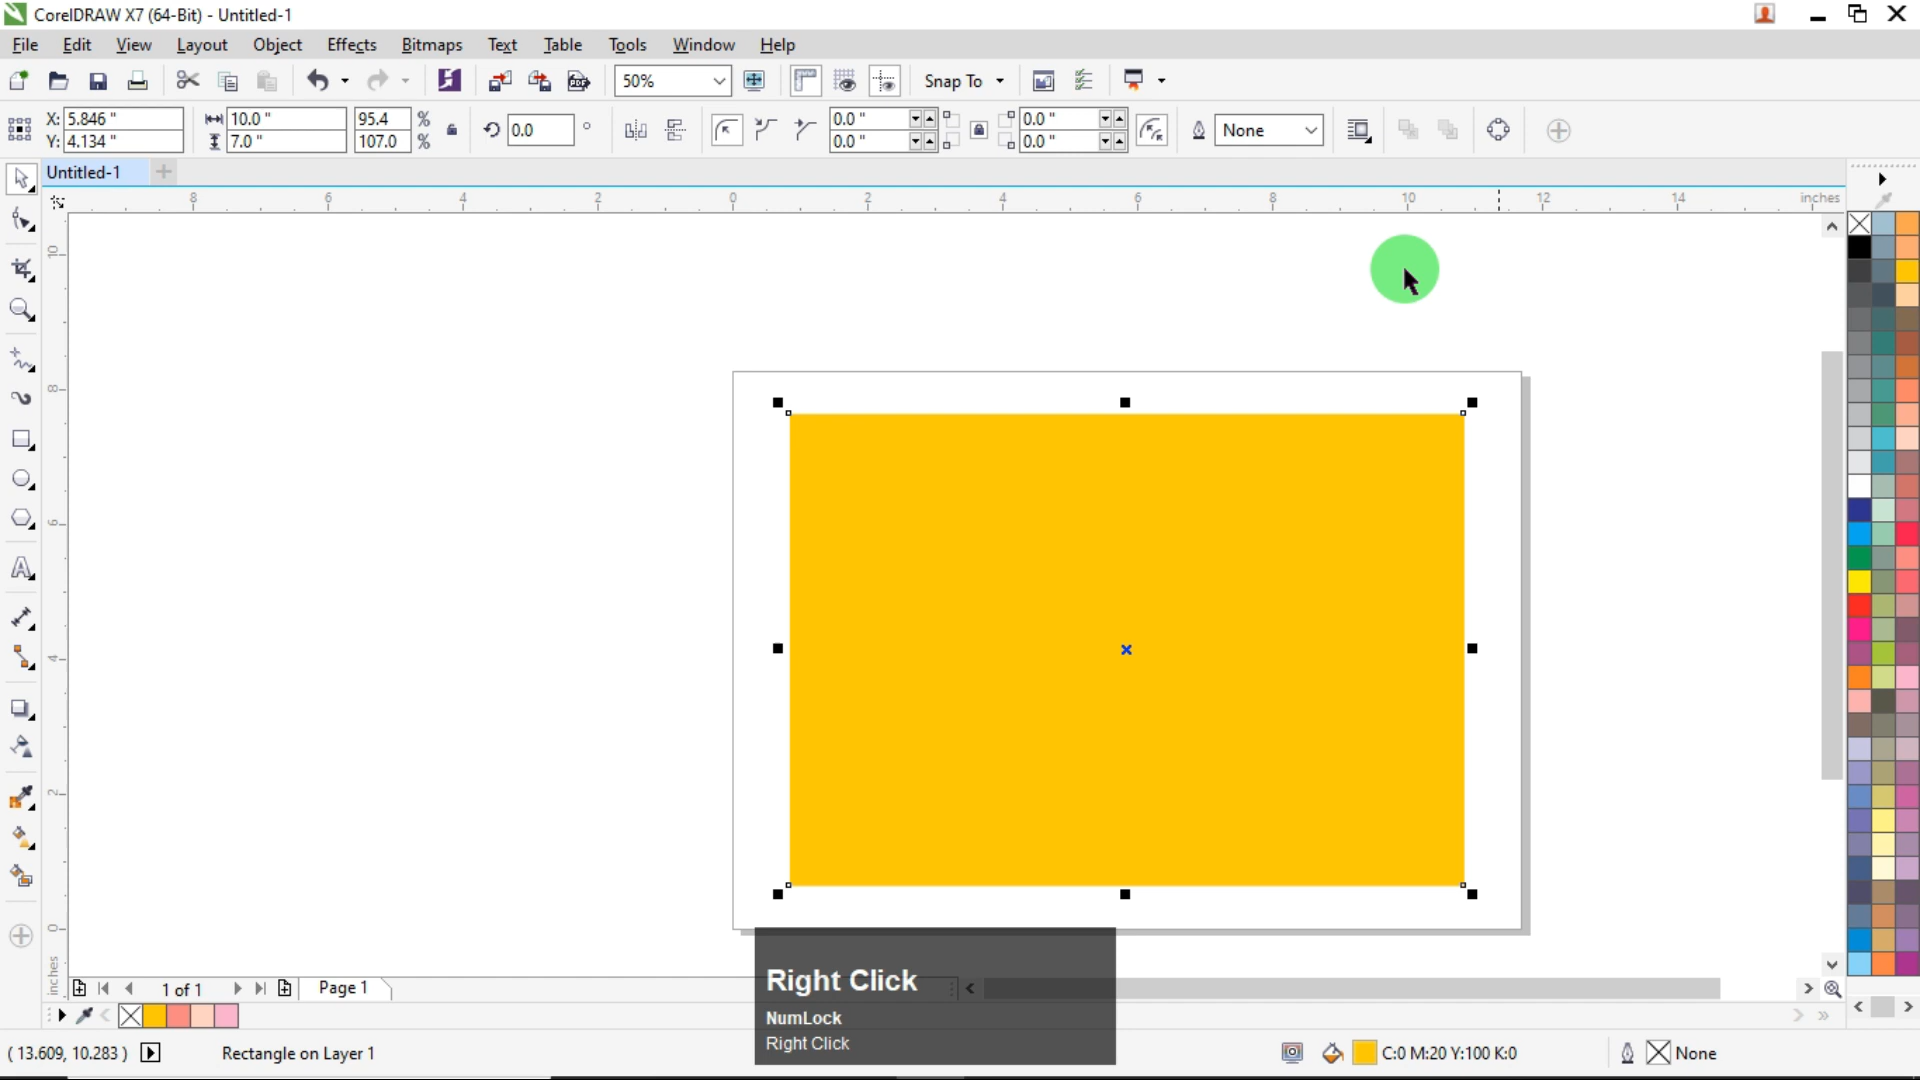 CorelDRAW X7 (64-Bit) - Untitled-1
File Edit View Layout Object Effects Bitmaps Text Table Tools Window Help
50% Snap To
X: 5.846 " 10.0 " 95.4 % 0.0 0.0 " 0.0 " None
Y: 4.134 " 7.0 " 107.0 % 0.0 " 0.0 "
Untitled-1
8 6 4 2 0 2 4 6 8 10 12 14 inches
10
8
6
4
2
0
inches
1 of 1 Page 1
Right Click
NumLock
Right Click
( 13.609, 10.283 ) Rectangle on Layer 1 C:0 M:20 Y:100 K:0 None